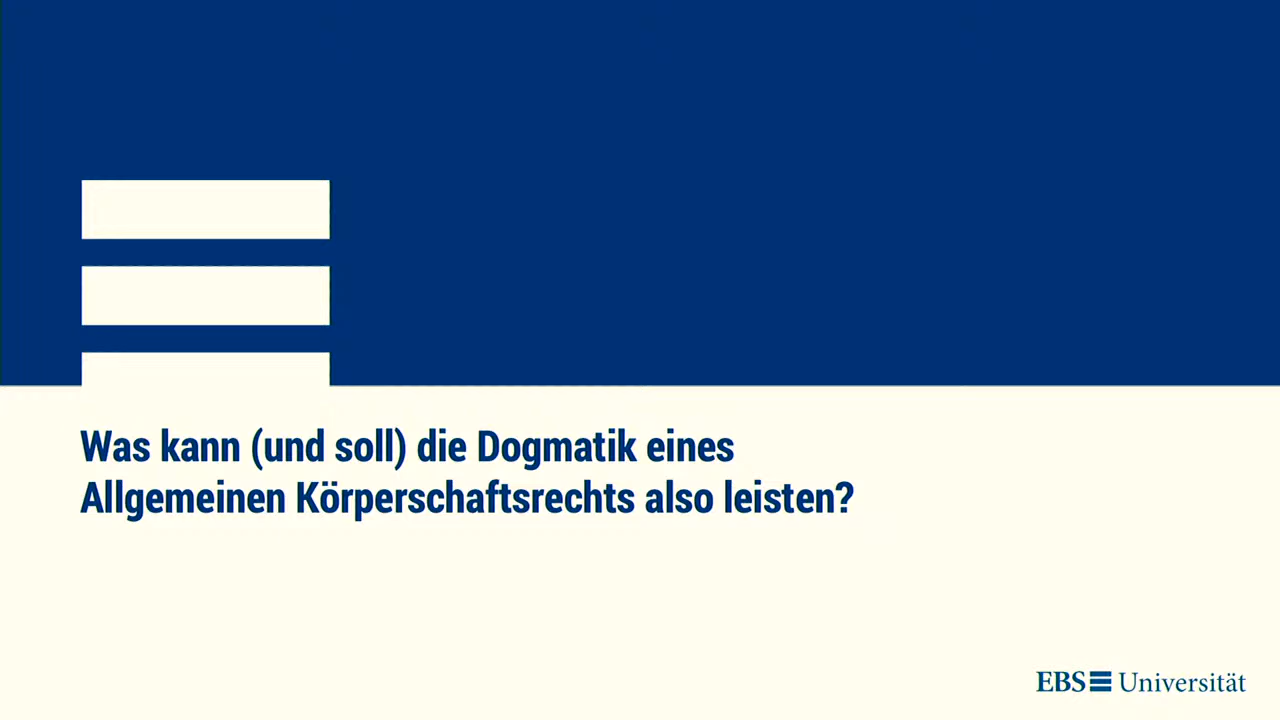 Was kann (und soll) die Dogmatik eines
Allgemeinen Körperschaftsrechts also leisten?
EBS Universität